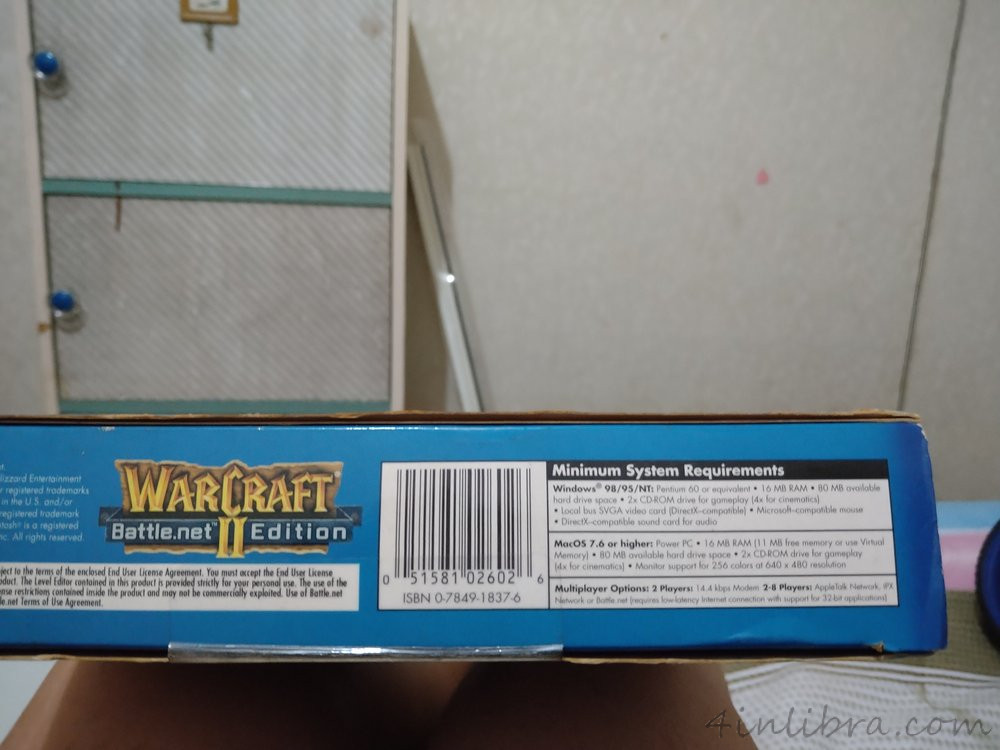 t.
lizzard Entertainment
r registered trademarks
in the U.S. and/or
registered trademark
tosh® is a registered
nc. All rights reserved.
WARCRAFT
Battle.net™ II Edition
ject to the terms of the enclosed End User License Agreement. You must accept the End User License
oduct. The Level Editor contained in this product is provided strictly for your personal use. The use of the
ense restrictions contained inside the product and may not be commercially exploited. Use of Battle.net
le.net Terms of Use Agreement.
0 51581 02602 6
ISBN 0-7849-1837-6
Minimum System Requirements
Windows® 98/95/NT: Pentium 60 or equivalent • 16 MB RAM • 80 MB available
hard drive space • 2x CD-ROM drive for gameplay (4x for cinematics)
• Local bus SVGA video card (DirectX-compatible) • Microsoft-compatible mouse
• DirectX-compatible sound card for audio
MacOS 7.6 or higher: Power PC • 16 MB RAM (11 MB free memory or use Virtual
Memory) • 80 MB available hard drive space • 2x CD-ROM drive for gameplay
(4x for cinematics) • Monitor support for 256 colors at 640 x 480 resolution
Multiplayer Options: 2 Players: 14.4 kbps Modem 2-8 Players: AppleTalk Network, IPX
Network or Battle.net (requires low-latency Internet connection with support for 32-bit applications)
4inlibra.com